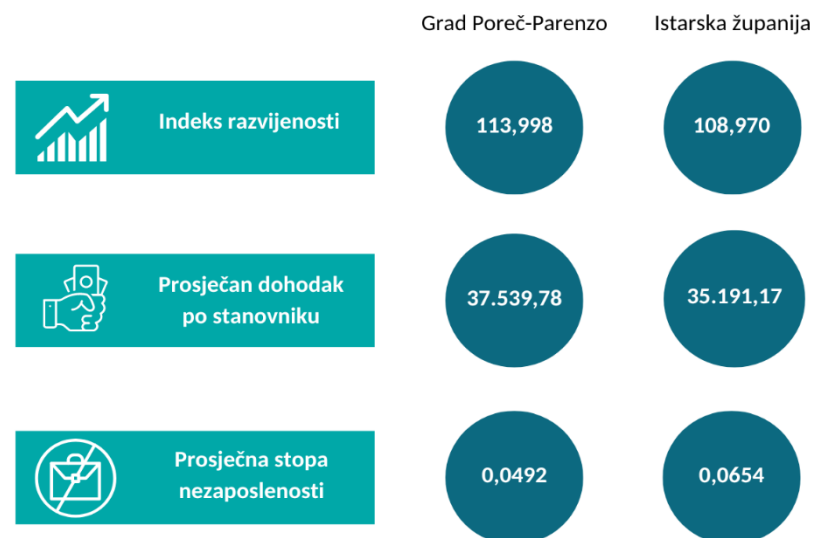 Grad Poreč-Parenzo Istarska županija
Indeks razvijenosti 113,998 108,970
Prosječan dohodak
po stanovniku
37.539,78 35.191,17
Prosječna stopa
nezaposlenosti
0,0492 0,0654